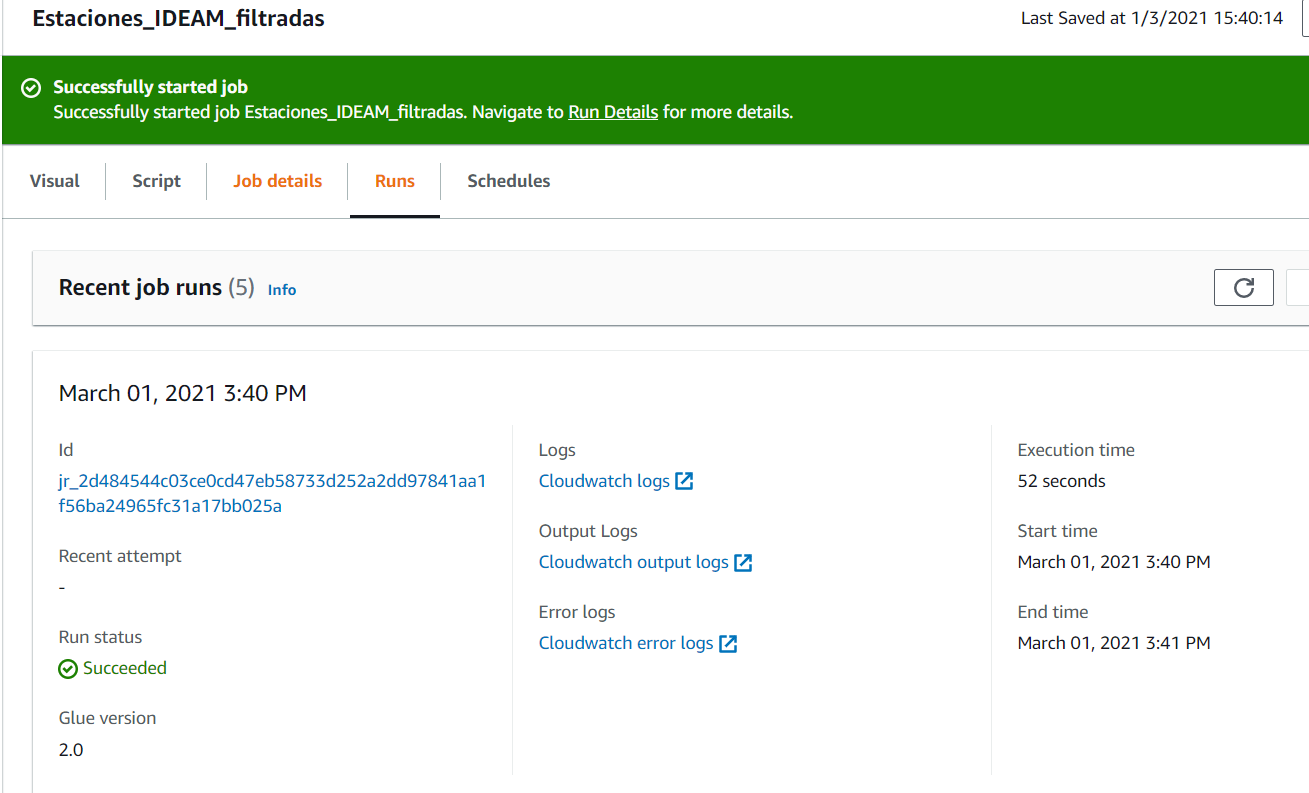 Estaciones_IDEAM_filtradas
Last Saved at 1/3/2021 15:40:14
Successfully started job
Successfully started job Estaciones_IDEAM_filtradas. Navigate to Run Details for more details.
Visual
Script
Job details
Runs
Schedules
Recent job runs (5) Info
March 01, 2021 3:40 PM
Id
jr_2d484544c03ce0cd47eb58733d252a2dd97841aa1
f56ba24965fc31a17bb025a
Recent attempt
-
Run status
Succeeded
Glue version
2.0
Logs
Cloudwatch logs
Output Logs
Cloudwatch output logs
Error logs
Cloudwatch error logs
Execution time
52 seconds
Start time
March 01, 2021 3:40 PM
End time
March 01, 2021 3:41 PM